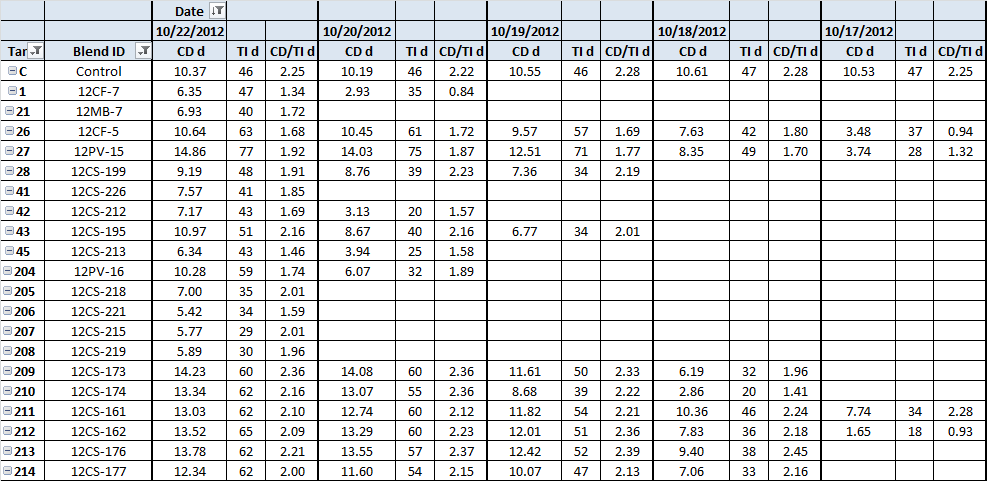 Date
10/22/2012 10/20/2012 10/19/2012 10/18/2012 10/17/2012
Tar Blend ID CD d TI d CD/TI d CD d TI d CD/TI d CD d TI d CD/TI d CD d TI d CD/TI d CD d TI d CD/TI d
C Control 10.37 46 2.25 10.19 46 2.22 10.55 46 2.28 10.61 47 2.28 10.53 47 2.25
1 12CF-7 6.35 47 1.34 2.93 35 0.84
21 12MB-7 6.93 40 1.72
26 12CF-5 10.64 63 1.68 10.45 61 1.72 9.57 57 1.69 7.63 42 1.80 3.48 37 0.94
27 12PV-15 14.86 77 1.92 14.03 75 1.87 12.51 71 1.77 8.35 49 1.70 3.74 28 1.32
28 12CS-199 9.19 48 1.91 8.76 39 2.23 7.36 34 2.19
41 12CS-226 7.57 41 1.85
42 12CS-212 7.17 43 1.69 3.13 20 1.57
43 12CS-195 10.97 51 2.16 8.67 40 2.16 6.77 34 2.01
45 12CS-213 6.34 43 1.46 3.94 25 1.58
204 12PV-16 10.28 59 1.74 6.07 32 1.89
205 12CS-218 7.00 35 2.01
206 12CS-221 5.42 34 1.59
207 12CS-215 5.77 29 2.01
208 12CS-219 5.89 30 1.96
209 12CS-173 14.23 60 2.36 14.08 60 2.36 11.61 50 2.33 6.19 32 1.96
210 12CS-174 13.34 62 2.16 13.07 55 2.36 8.68 39 2.22 2.86 20 1.41
211 12CS-161 13.03 62 2.10 12.74 60 2.12 11.82 54 2.21 10.36 46 2.24 7.74 34 2.28
212 12CS-162 13.52 65 2.09 13.29 60 2.23 12.01 51 2.36 7.83 36 2.18 1.65 18 0.93
213 12CS-176 13.78 62 2.21 13.55 57 2.37 12.42 52 2.39 9.40 38 2.45
214 12CS-177 12.34 62 2.00 11.60 54 2.15 10.07 47 2.13 7.06 33 2.16